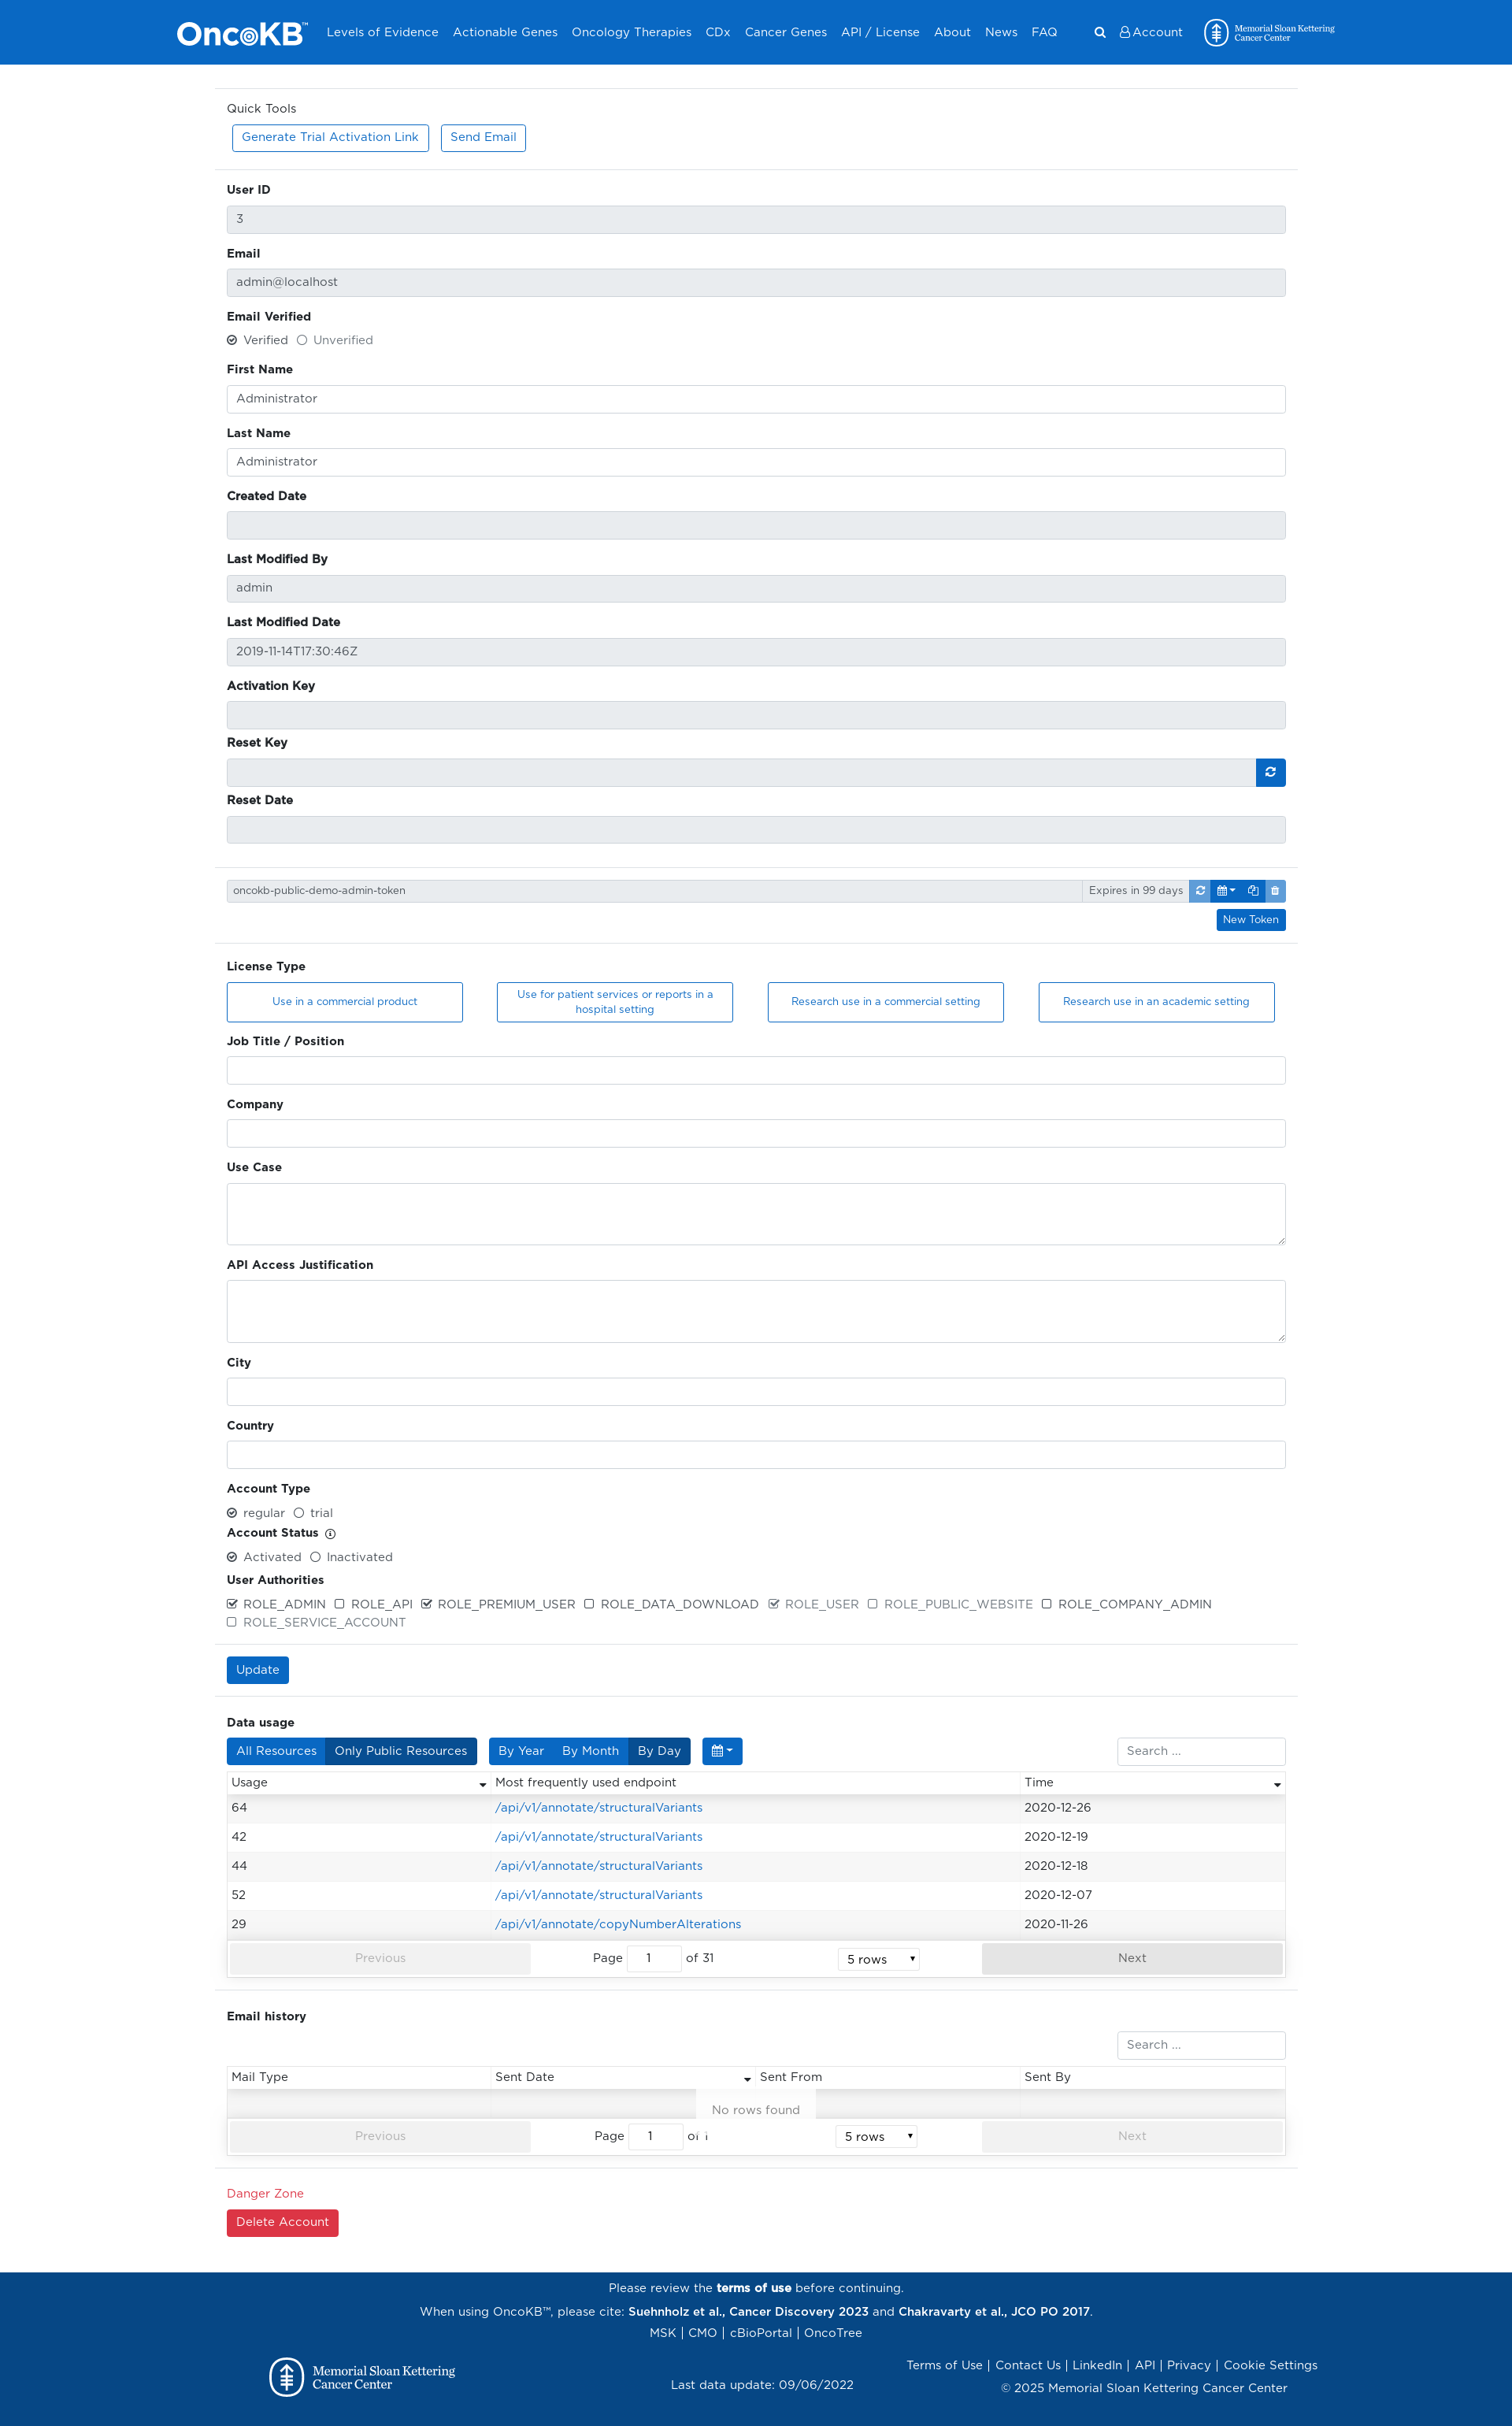 OncoKB™ Levels of Evidence Actionable Genes Oncology Therapies CDx Cancer Genes API / License About News FAQ Account Memorial Sloan Kettering
Cancer Center
Quick Tools
Generate Trial Activation Link Send Email
User ID
3
Email
admin@localhost
Email Verified
Verified Unverified
First Name
Administrator
Last Name
Administrator
Created Date
Last Modified By
admin
Last Modified Date
2019-11-14T17:30:46Z
Activation Key
Reset Key
Reset Date
oncokb-public-demo-admin-token Expires in 99 days
New Token
License Type
Use in a commercial product
Use for patient services or reports in a
hospital setting
Research use in a commercial setting
Research use in an academic setting
Job Title / Position
Company
Use Case
API Access Justification
City
Country
Account Type
regular trial
Account Status
Activated Inactivated
User Authorities
ROLE_ADMIN ROLE_API ROLE_PREMIUM_USER ROLE_DATA_DOWNLOAD ROLE_USER ROLE_PUBLIC_WEBSITE ROLE_COMPANY_ADMIN
ROLE_SERVICE_ACCOUNT
Update
Data usage
All Resources Only Public Resources By Year By Month By Day Search ...
Usage Most frequently used endpoint Time
64 /api/v1/annotate/structuralVariants 2020-12-26
42 /api/v1/annotate/structuralVariants 2020-12-19
44 /api/v1/annotate/structuralVariants 2020-12-18
52 /api/v1/annotate/structuralVariants 2020-12-07
29 /api/v1/annotate/copyNumberAlterations 2020-11-26
Previous Page 1 of 31 5 rows Next
Email history
Search ...
Mail Type Sent Date Sent From Sent By
No rows found
Previous Page 1 of 1 5 rows Next
Danger Zone
Delete Account
Please review the terms of use before continuing.
When using OncoKB™, please cite: Suehnholz et al., Cancer Discovery 2023 and Chakravarty et al., JCO PO 2017.
MSK | CMO | cBioPortal | OncoTree
Memorial Sloan Kettering
Cancer Center
Last data update: 09/06/2022
Terms of Use | Contact Us | LinkedIn | API | Privacy | Cookie Settings
© 2025 Memorial Sloan Kettering Cancer Center